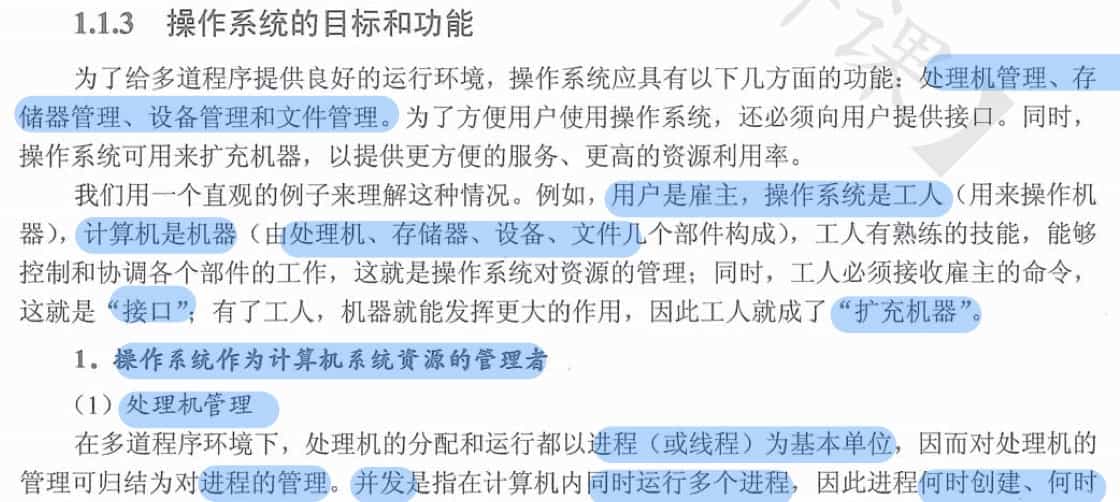 1.1.3 操作系统的目标和功能
为了给多道程序提供良好的运行环境，操作系统应具有以下几方面的功能：处理机管理、存
储器管理、设备管理和文件管理。为了方便用户使用操作系统，还必须向用户提供接口。同时，
操作系统可用来扩充机器，以提供更方便的服务、更高的资源利用率。
我们用一个直观的例子来理解这种情况。例如，用户是雇主，操作系统是工人（用来操作机
器），计算机是机器（由处理机、存储器、设备、文件几个部件构成），工人有熟练的技能，能够
控制和协调各个部件的工作，这就是操作系统对资源的管理；同时，工人必须接收雇主的命令，
这就是“接口”；有了工人，机器就能发挥更大的作用，因此工人就成了“扩充机器”。
1．操作系统作为计算机系统资源的管理者
（1）处理机管理
在多道程序环境下，处理机的分配和运行都以进程（或线程）为基本单位，因而对处理机的
管理可归结为对进程的管理。并发是指在计算机内同时运行多个进程，因此进程何时创建、何时
课】